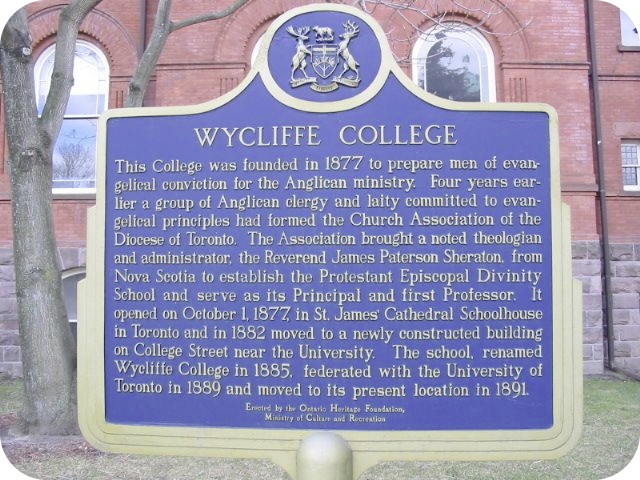 WYCLIFFE COLLEGE
This College was founded in 1877 to prepare men of evan-
gelical conviction for the Anglican ministry. Four years ear-
lier a group of Anglican clergy and laity committed to evan-
gelical principles had formed the Church Association of the
Diocese of Toronto. The Association brought a noted theologian
and administrator, the Reverend James Paterson Sheraton, from
Nova Scotia to establish the Protestant Episcopal Divinity
School and serve as its Principal and first Professor. It
opened on October 1, 1877, in St. James' Cathedral Schoolhouse
in Toronto and in 1882 moved to a newly constructed building
on College Street near the University. The school, renamed
Wycliffe College in 1885, federated with the University of
Toronto in 1889 and moved to its present location in 1891.
Erected by the Ontario Heritage Foundation,
Ministry of Culture and Recreation